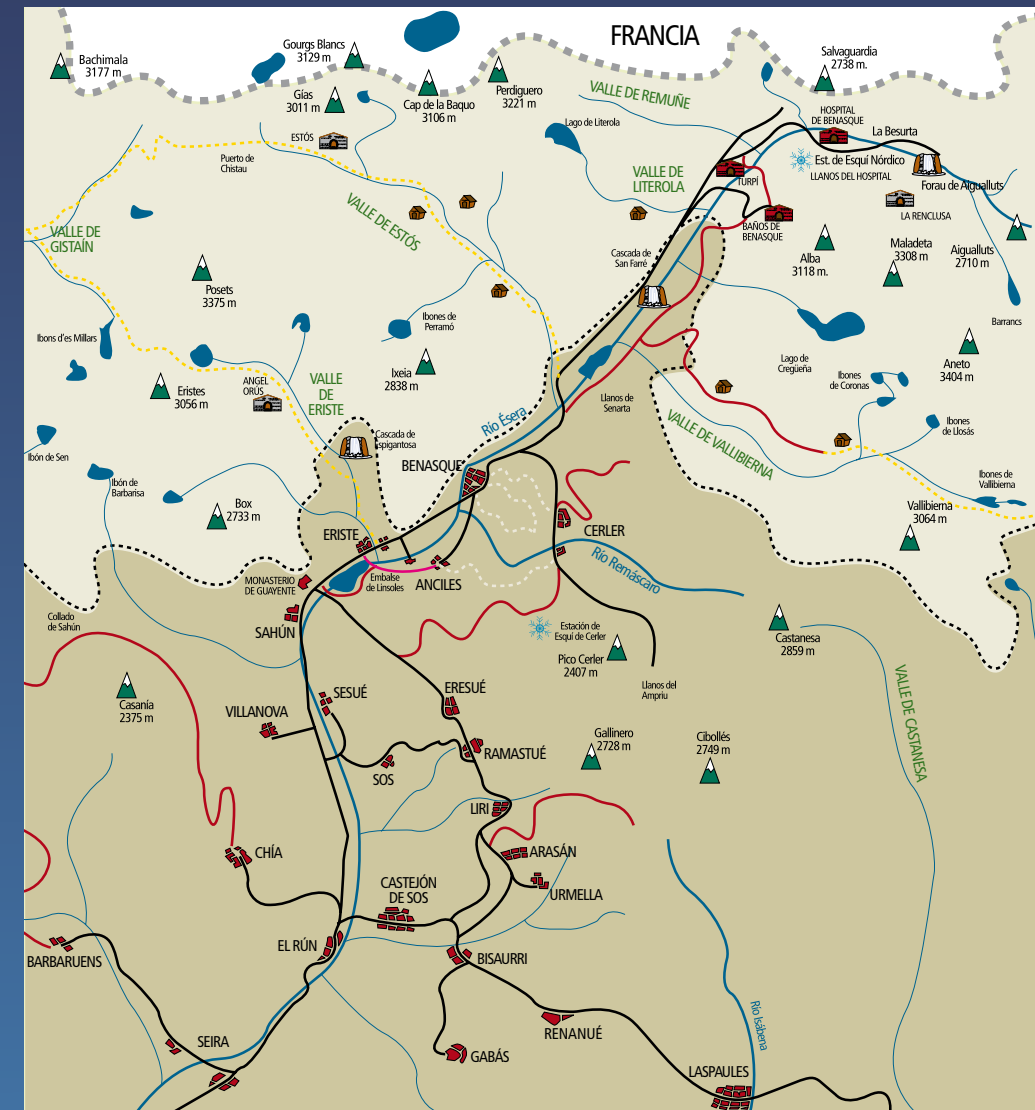 FRANCIA
Bachimala
3177 m
Gourgs Blancs
3129 m
Gías
3011 m
Cap de la Baquo
3106 m
Perdiguero
3221 m
Salvaguardia
2738 m.
VALLE DE REMUÑE
HOSPITAL
DE BENASQUE
La Besurta
Lago de Literola
ESTÓS
Puerto de
Chistau
Est. de Esquí Nórdico
LLANOS DEL HOSPITAL
VALLE DE
LITEROLA
TURPÍ
Forau de Aigualluts
LA RENCLUSA
VALLE DE ESTÓS
VALLE DE
GISTAÍN
BAÑOS DE
BENASQUE
Cascada de
San Farré
Alba
3118 m.
Maladeta
3308 m
Aigualluts
2710 m
Posets
3375 m
Ibones de
Perramó
Barrancs
Ibons d'es Millars
Ixeia
2838 m
Lago de
Cregüeña
Aneto
3404 m
Eristes
3056 m
ANGEL
ORÚS
VALLE
DE
ERISTE
Ibones
de Coronas
Llanos de
Senarta
Río Ésera
VALLE DE VALLIBIERNA
Ibones
de Llosás
Cascada de
Espigantosa
Ibón de Sen
BENASQUE
Ibón de
Barbarisa
Ibones de
Vallibierna
Box
2733 m
Vallibierna
3064 m
ERISTE
CERLER
Río Remáscaro
MONASTERIO
DE GUAYENTE
Embalse
de Linsoles
ANCILES
Collado
de Sahún
SAHÚN
Estación de
Esquí de Cerler
Castanesa
2859 m
Pico Cerler
2407 m
Llanos del
Ampriu
VALLE DE CASTANESA
Casanía
2375 m
SESUÉ
ERESUÉ
VILLANOVA
Gallinero
2728 m
Cibollés
2749 m
RAMASTUÉ
SOS
LIRI
CHÍA
ARASÁN
CASTEJÓN
DE SOS
URMELLA
EL RÚN
BISAURRI
BARBARUENS
Río Isábena
RENANUÉ
SEIRA
GABÁS
LASPAULES